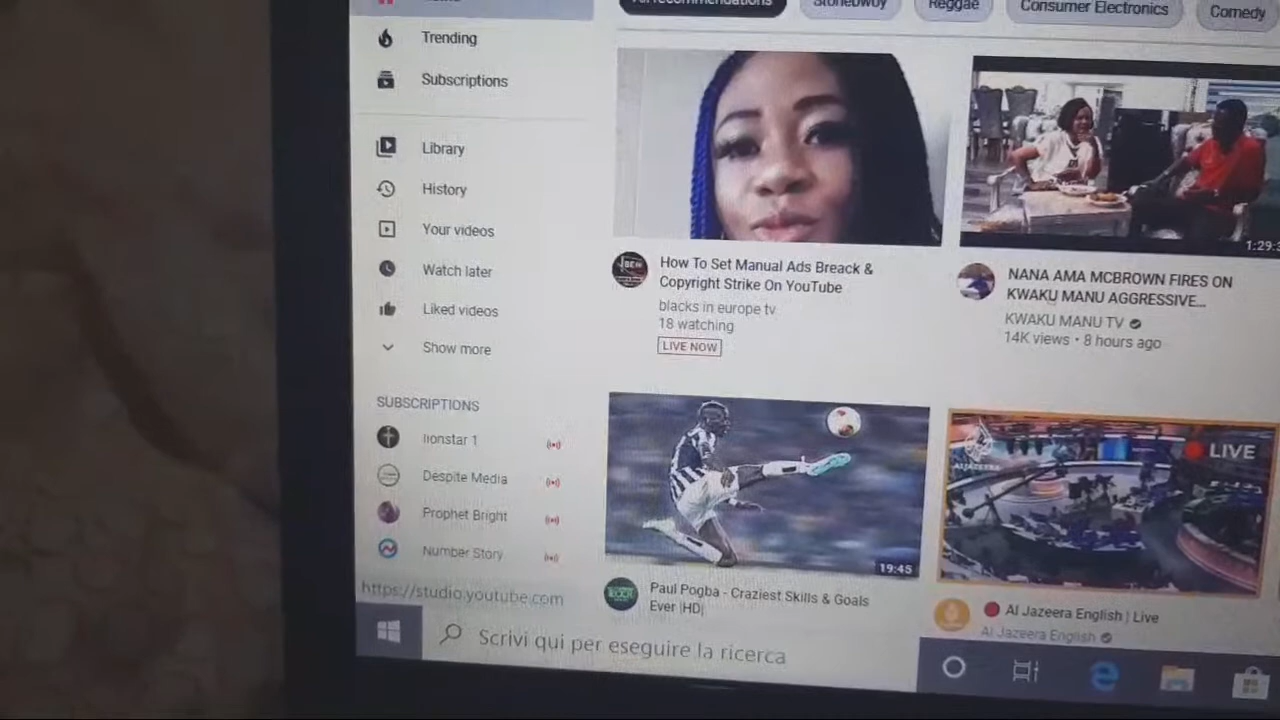 Stonebwoy
Reggae
Consumer Electronics
Comedy
Trending
Subscriptions
Library
History
Your videos
Watch later
Liked videos
Show more
SUBSCRIPTIONS
lionstar 1
Despite Media
Prophet Bright
Number Story
https://studio.youtube.com
How To Set Manual Ads Breack &
Copyright Strike On YouTube
blacks in europe tv
18 watching
LIVE NOW
NANA AMA MCBROWN FIRES ON
KWAKU MANU AGGRESSIVE...
KWAKU MANU TV
14K views • 8 hours ago
19:45
Paul Pogba - Craziest Skills & Goals
Ever |HD|
ALJAZEERA
LIVE
Al Jazeera English | Live
Al Jazeera English
Scrivi qui per eseguire la ricerca